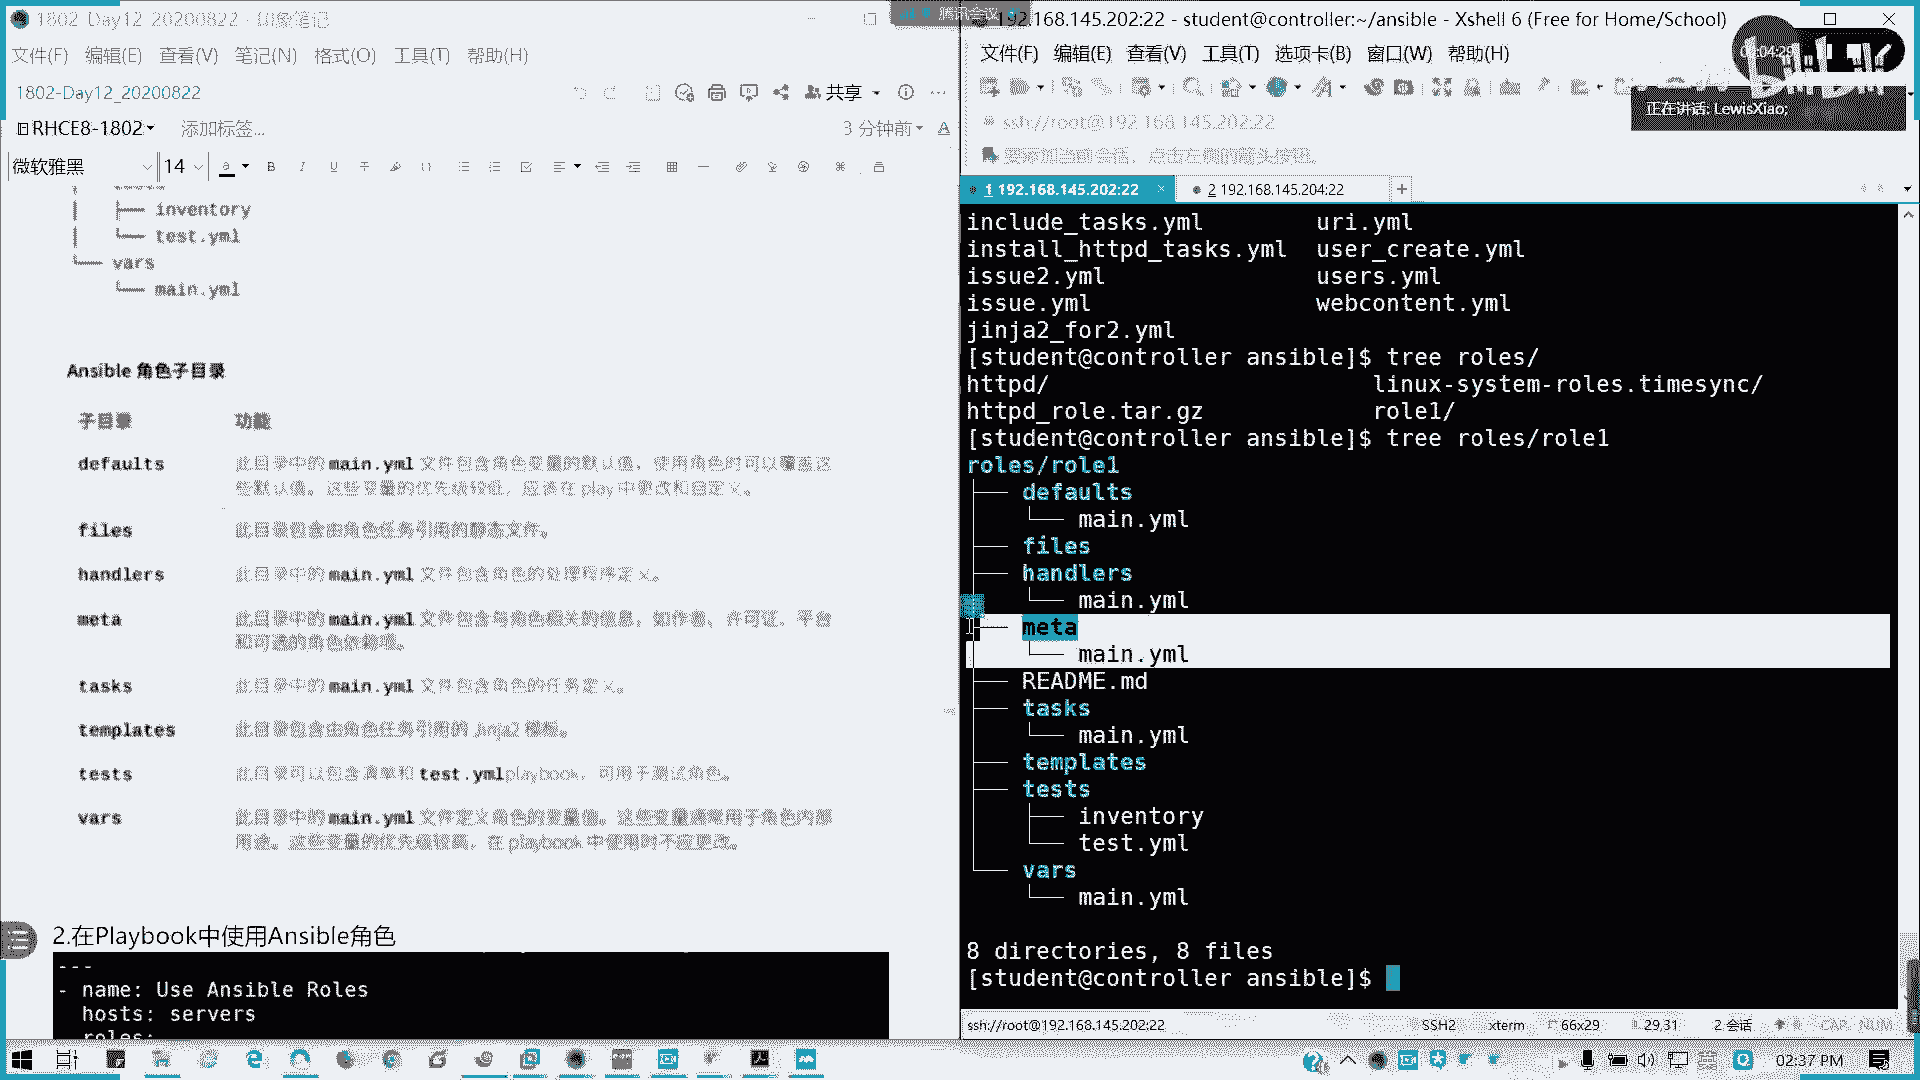 1802-Day12_20200822 - 印象笔记
文件(F) 编辑(E) 查看(V) 笔记(N) 格式(O) 工具(T) 帮助(H)
1802-Day12_20200822
共享
RHCE8-1802
添加标签...
3 分钟前
微软雅黑
14
inventory
test.yml
vars
main.yml
Ansible 角色子目录
子目录 功能
defaults 此目录中的 main.yml 文件包含角色变量的默认值，使用角色时可以覆盖这
些默认值。这些变量的优先级较低，应该在 play 中更改和自定义。
files 此目录包含由角色任务引用的静态文件。
handlers 此目录中的 main.yml 文件包含角色的处理程序定义。
meta 此目录中的 main.yml 文件包含与角色相关的信息，如作者、许可证、平台
和可选的角色依赖项。
tasks 此目录中的 main.yml 文件包含角色的任务定义。
templates 此目录包含由角色任务引用的 Jinja2 模板。
tests 此目录可以包含清单和 test.ymlplaybook，可用于测试角色。
vars 此目录中的 main.yml 文件定义角色的变量值。这些变量通常用于角色内部
用途。这些变量的优先级较高，在 playbook 中使用时不应更改。
2.在Playbook中使用Ansible角色
---
- name: Use Ansible Roles
hosts: servers
roles:
腾讯会议
192.168.145.202:22 - student@controller:~/ansible - Xshell 6 (Free for Home/School)
文件(F) 编辑(E) 查看(V) 工具(T) 选项卡(B) 窗口(W) 帮助(H)
04:29
正在讲话: LewisXiao;
ssh://root@192.168.145.202:22
要添加当前会话，点击左侧的箭头按钮。
1 192.168.145.202:22 × 2 192.168.145.204:22 +
include_tasks.yml uri.yml
install_httpd_tasks.yml user_create.yml
issue2.yml users.yml
issue.yml webcontent.yml
jinja2_for2.yml
[student@controller ansible]$ tree roles/
httpd/ linux-system-roles.timesync/
httpd_role.tar.gz role1/
[student@controller ansible]$ tree roles/role1
roles/role1
├── defaults
│   └── main.yml
├── files
├── handlers
│   └── main.yml
├── meta
│   └── main.yml
├── README.md
├── tasks
│   └── main.yml
├── templates
├── tests
│   ├── inventory
│   └── test.yml
└── vars
    └── main.yml
8 directories, 8 files
[student@controller ansible]$
ssh://root@192.168.145.202:22 SSH2 xterm 66x29 29,31 2 会话 CAP NUM
英
02:37 PM